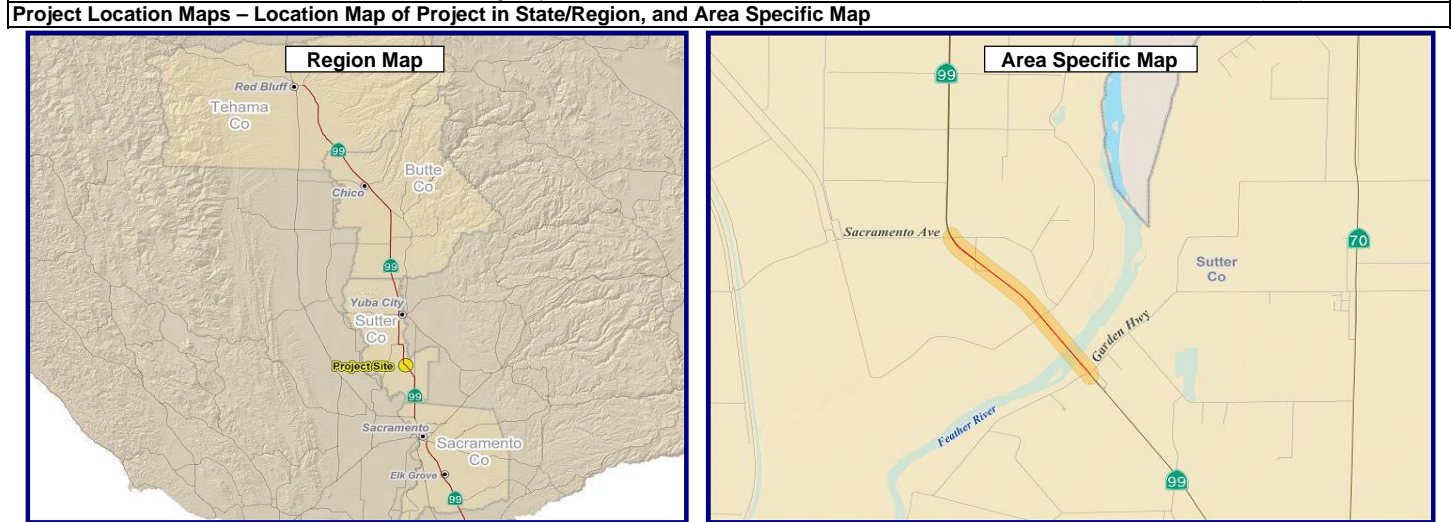 Project Location Maps – Location Map of Project in State/Region, and Area Specific Map
Region Map
Red Bluff
Tehama
Co
99
Butte
Co
Chico
99
Yuba City
Sutter
Co
Project Site
99
Sacramento
Sacramento
Co
Elk Grove
99
Area Specific Map
99
Sacramento Ave
70
Sutter
Co
Garden Hwy
Feather River
99